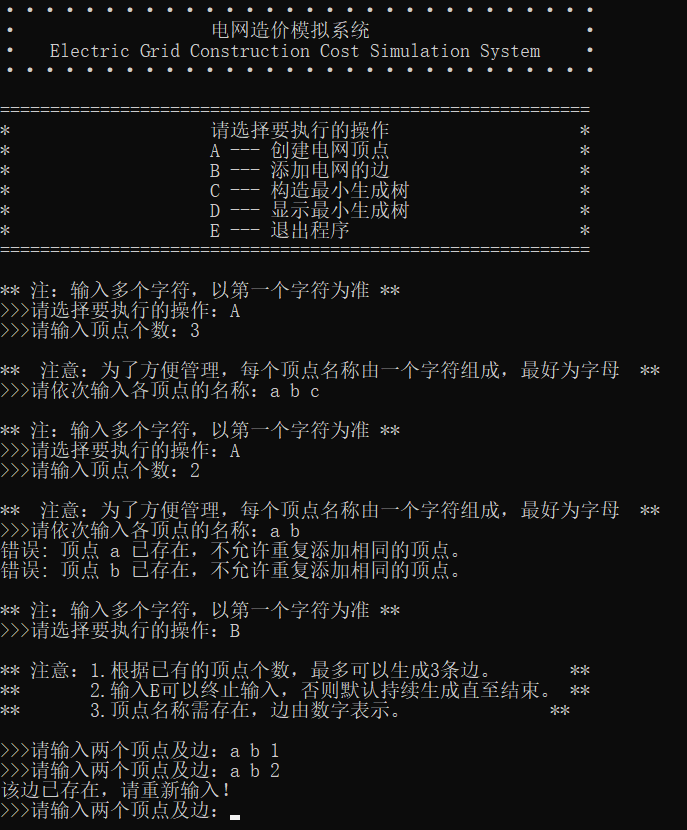 电网造价模拟系统
Electric Grid Construction Cost Simulation System
===========================================================
* 请选择要执行的操作 *
* A --- 创建电网顶点 *
* B --- 添加电网的边 *
* C --- 构造最小生成树 *
* D --- 显示最小生成树 *
* E --- 退出程序 *
===========================================================
** 注: 输入多个字符，以第一个字符为准 **
>>>请选择要执行的操作: A
>>>请输入顶点个数: 3
** 注意: 为了方便管理，每个顶点名称由一个字符组成，最好为字母 **
>>>请依次输入各顶点的名称: a b c
** 注: 输入多个字符，以第一个字符为准 **
>>>请选择要执行的操作: A
>>>请输入顶点个数: 2
** 注意: 为了方便管理，每个顶点名称由一个字符组成，最好为字母 **
>>>请依次输入各顶点的名称: a b
错误: 顶点 a 已存在，不允许重复添加相同的顶点。
错误: 顶点 b 已存在，不允许重复添加相同的顶点。
** 注: 输入多个字符，以第一个字符为准 **
>>>请选择要执行的操作: B
** 注意: 1.根据已有的顶点个数，最多可以生成3条边。 **
** 2.输入E可以终止输入，否则默认持续生成直至结束。 **
** 3.顶点名称需存在，边由数字表示。 **
>>>请输入两个顶点及边: a b 1
>>>请输入两个顶点及边: a b 2
该边已存在，请重新输入!
>>>请输入两个顶点及边: